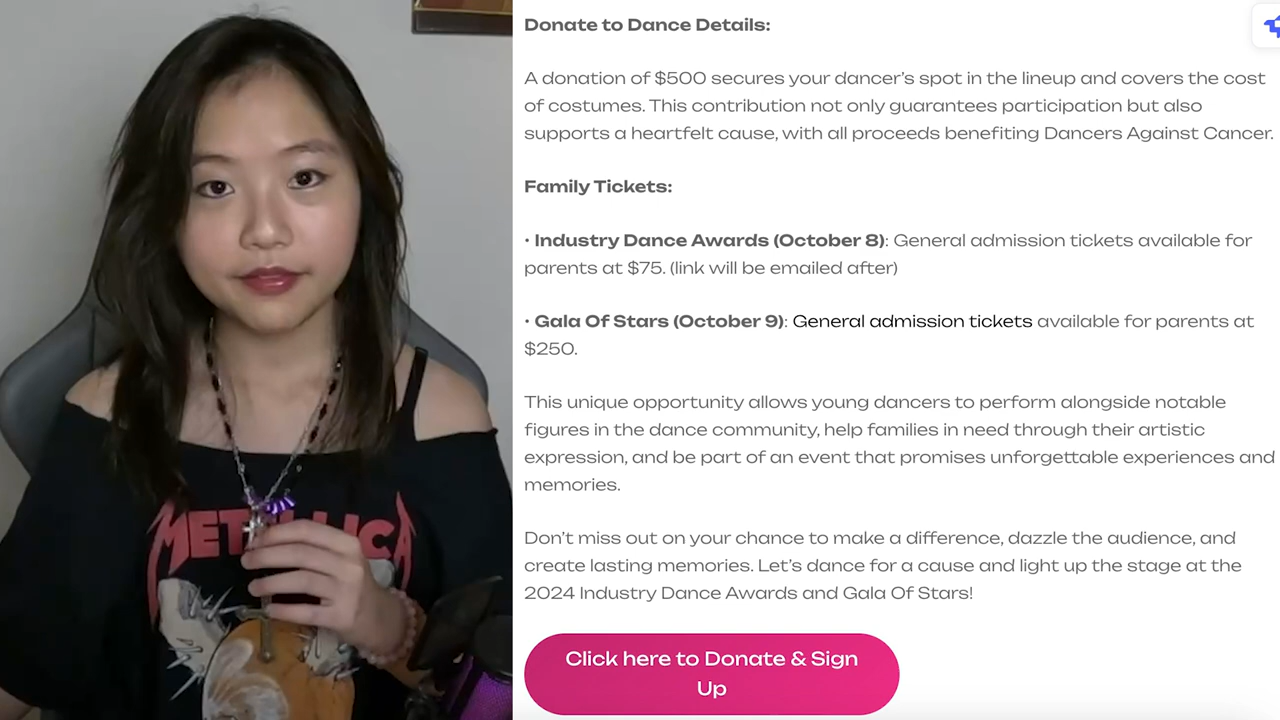 Donate to Dance Details:
A donation of $500 secures your dancer’s spot in the lineup and covers the cost
of costumes. This contribution not only guarantees participation but also
supports a heartfelt cause, with all proceeds benefiting Dancers Against Cancer.
Family Tickets:
• Industry Dance Awards (October 8): General admission tickets available for
parents at $75. (link will be emailed after)
• Gala Of Stars (October 9): General admission tickets available for parents at
$250.
This unique opportunity allows young dancers to perform alongside notable
figures in the dance community, help families in need through their artistic
expression, and be part of an event that promises unforgettable experiences and
memories.
Don’t miss out on your chance to make a difference, dazzle the audience, and
create lasting memories. Let’s dance for a cause and light up the stage at the
2024 Industry Dance Awards and Gala Of Stars!
Click here to Donate & Sign
Up
METALLICA